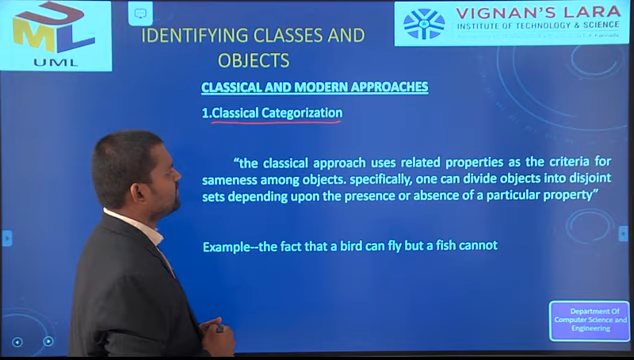 UML
UML
IDENTIFYING CLASSES AND
OBJECTS
VIGNAN'S LARA
INSTITUTE OF TECHNOLOGY & SCIENCE
CLASSICAL AND MODERN APPROACHES
1.Classical Categorization
“the classical approach uses related properties as the criteria for
sameness among objects. specifically, one can divide objects into disjoint
sets depending upon the presence or absence of a particular property”
Example--the fact that a bird can fly but a fish cannot
Department Of
Computer Science and
Engineering